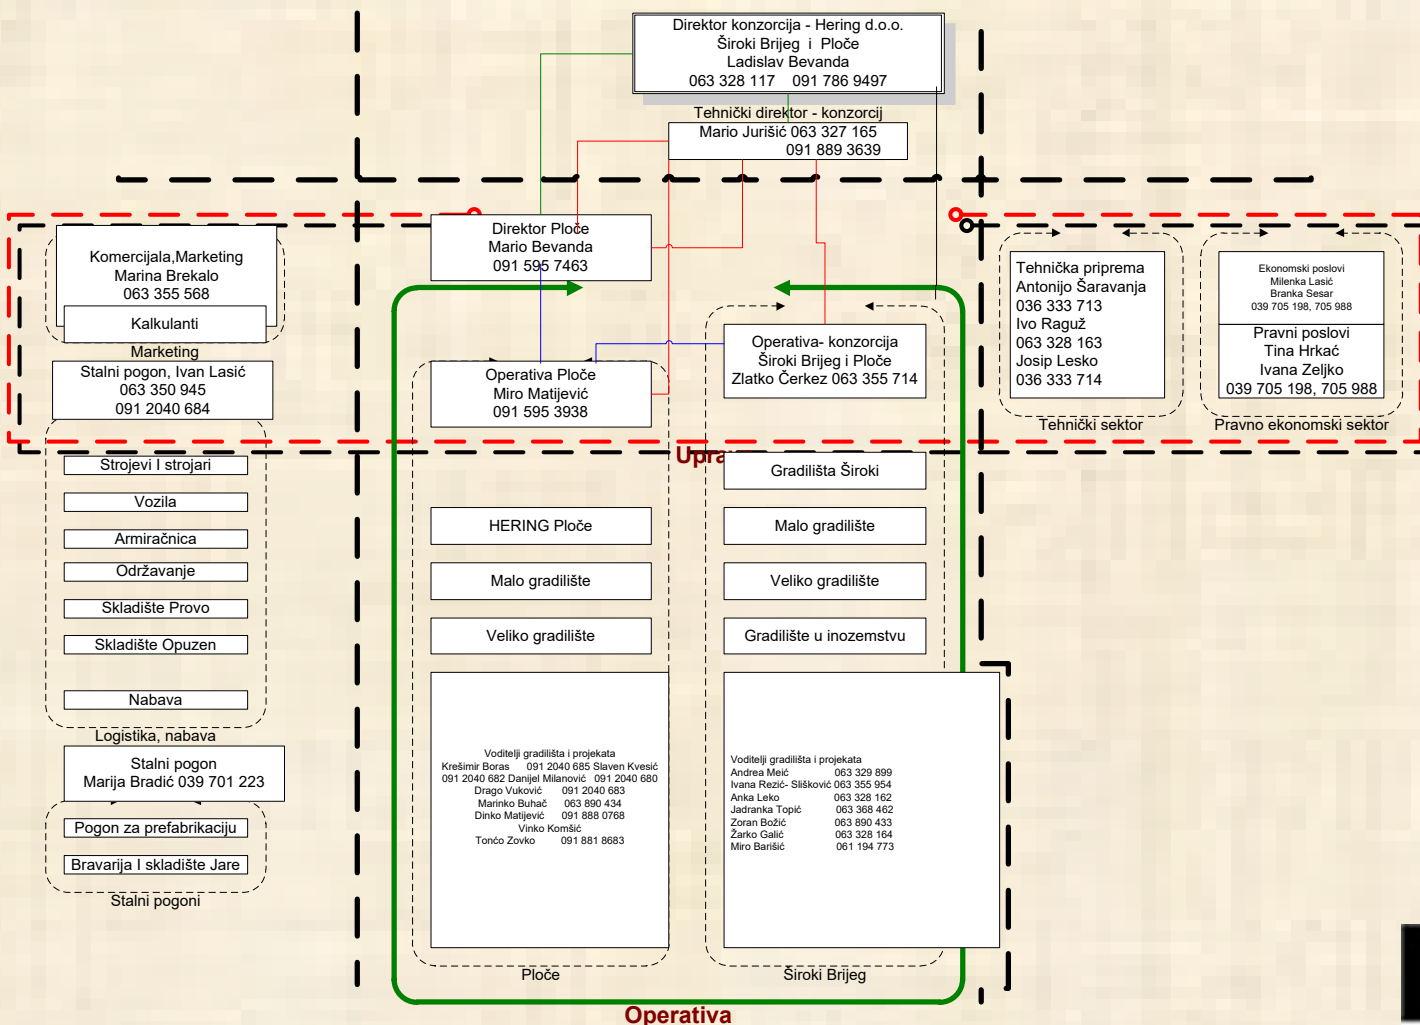 Direktor konzorcija - Hering d.o.o.
Široki Brijeg i Ploče
Ladislav Bevanda
063 328 117 091 786 9497
Tehnički direktor - konzorcij
Mario Jurišić 063 327 165
091 889 3639
Direktor Ploče
Mario Bevanda
091 595 7463
Komercijala,Marketing
Marina Brekalo
063 355 568
Kalkulanti
Marketing
Stalni pogon, Ivan Lasić
063 350 945
091 2040 684
Strojevi I strojari
Vozila
Armiračnica
Održavanje
Skladište Provo
Skladište Opuzen
Nabava
Logistika, nabava
Stalni pogon
Marija Bradić 039 701 223
Pogon za prefabrikaciju
Bravarija I skladište Jare
Stalni pogoni
Operativa Ploče
Miro Matijević
091 595 3938
HERING Ploče
Malo gradilište
Veliko gradilište
Voditelji gradilišta i projekata
Krešimir Boras 091 2040 685 Slaven Kvesić
091 2040 682 Danijel Milanović 091 2040 680
Drago Vuković 091 2040 683
Marinko Buhač 063 890 434
Dinko Matijević 091 888 0768
Vinko Komšić
Tonćo Zovko 091 881 8683
Ploče
Operativa- konzorcija
Široki Brijeg i Ploče
Zlatko Čerkez 063 355 714
Gradilišta Široki
Malo gradilište
Veliko gradilište
Gradilište u inozemstvu
Voditelji gradilišta i projekata
Andrea Meić 063 329 899
Ivana Rezić- Slišković 063 355 954
Anka Leko 063 328 162
Jadranka Topić 063 368 462
Zoran Božić 063 890 433
Žarko Galić 063 328 164
Miro Barišić 061 194 773
Široki Brijeg
Tehnička priprema
Antonijo Šaravanja
036 333 713
Ivo Raguž
063 328 163
Josip Lesko
036 333 714
Tehnički sektor
Ekonomski poslovi
Milenka Lasić
Branka Sesar
039 705 198, 705 988
Pravni poslovi
Tina Hrkać
Ivana Zeljko
039 705 198, 705 988
Pravno ekonomski sektor
Uprava
Operativa